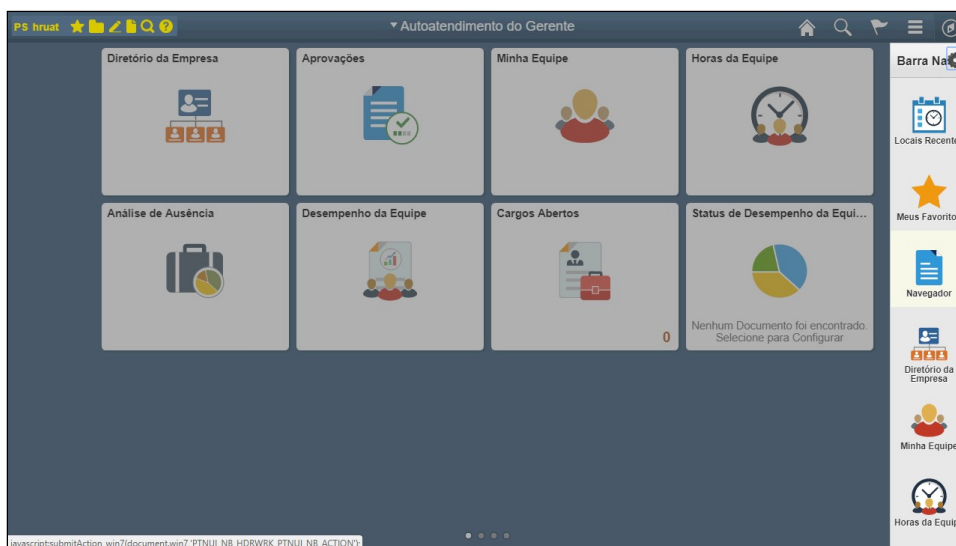 PS hruat
Autoatendimento do Gerente
Diretório da Empresa
Aprovações
Minha Equipe
Horas da Equipe
Análise de Ausência
Desempenho da Equipe
Cargos Abertos
0
Status de Desempenho da Equi...
Nenhum Documento foi encontrado.
Selecione para Configurar
Barra Na
Locais Recente
Meus Favorito
Navegador
Diretório da
Empresa
Minha Equipe
Horas da Equip
javascript:submitAction_win7(document.win7,'PTNUI_NB_HDRWRK_PTNUI_NB_ACTION');